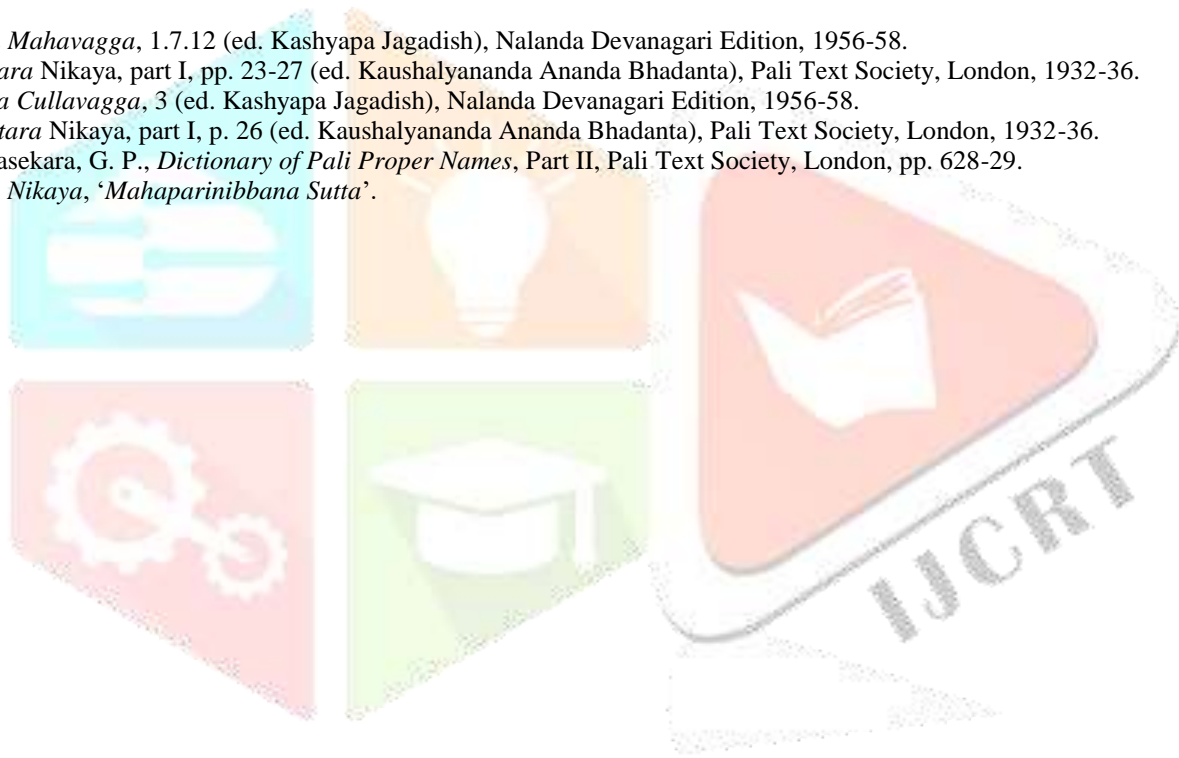 Mahavagga, 1.7.12 (ed. Kashyapa Jagadish), Nalanda Devanagari Edition, 1956-58.
ara Nikaya, part I, pp. 23-27 (ed. Kaushalyananda Ananda Bhadanta), Pali Text Society, London, 1932-36.
a Cullavagga, 3 (ed. Kashyapa Jagadish), Nalanda Devanagari Edition, 1956-58.
tara Nikaya, part I, p. 26 (ed. Kaushalyananda Ananda Bhadanta), Pali Text Society, London, 1932-36.
asekara, G. P., Dictionary of Pali Proper Names, Part II, Pali Text Society, London, pp. 628-29.
Nikaya, ‘Mahaparinibbana Sutta’.
IJCRT